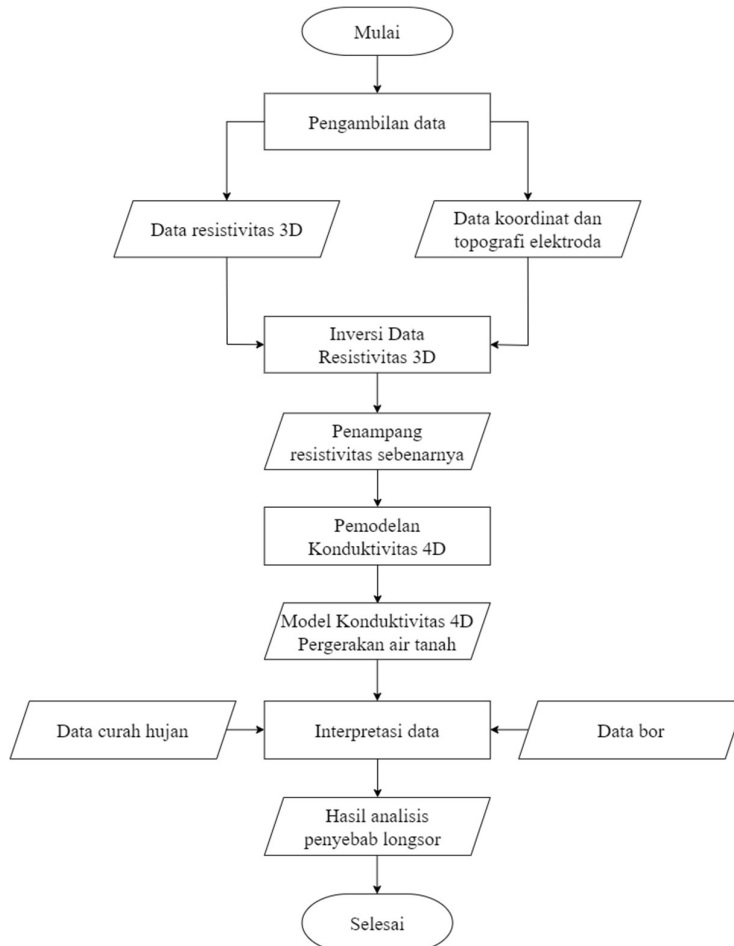 Mulai
Pengambilan data
Data resistivitas 3D
Data koordinat dan
topografi elektroda
Inversi Data
Resistivitas 3D
Penampang
resistivitas sebenarnya
Pemodelan
Konduktivitas 4D
Model Konduktivitas 4D
Pergerakan air tanah
Data curah hujan
Interpretasi data
Data bor
Hasil analisis
penyebab longsor
Selesai